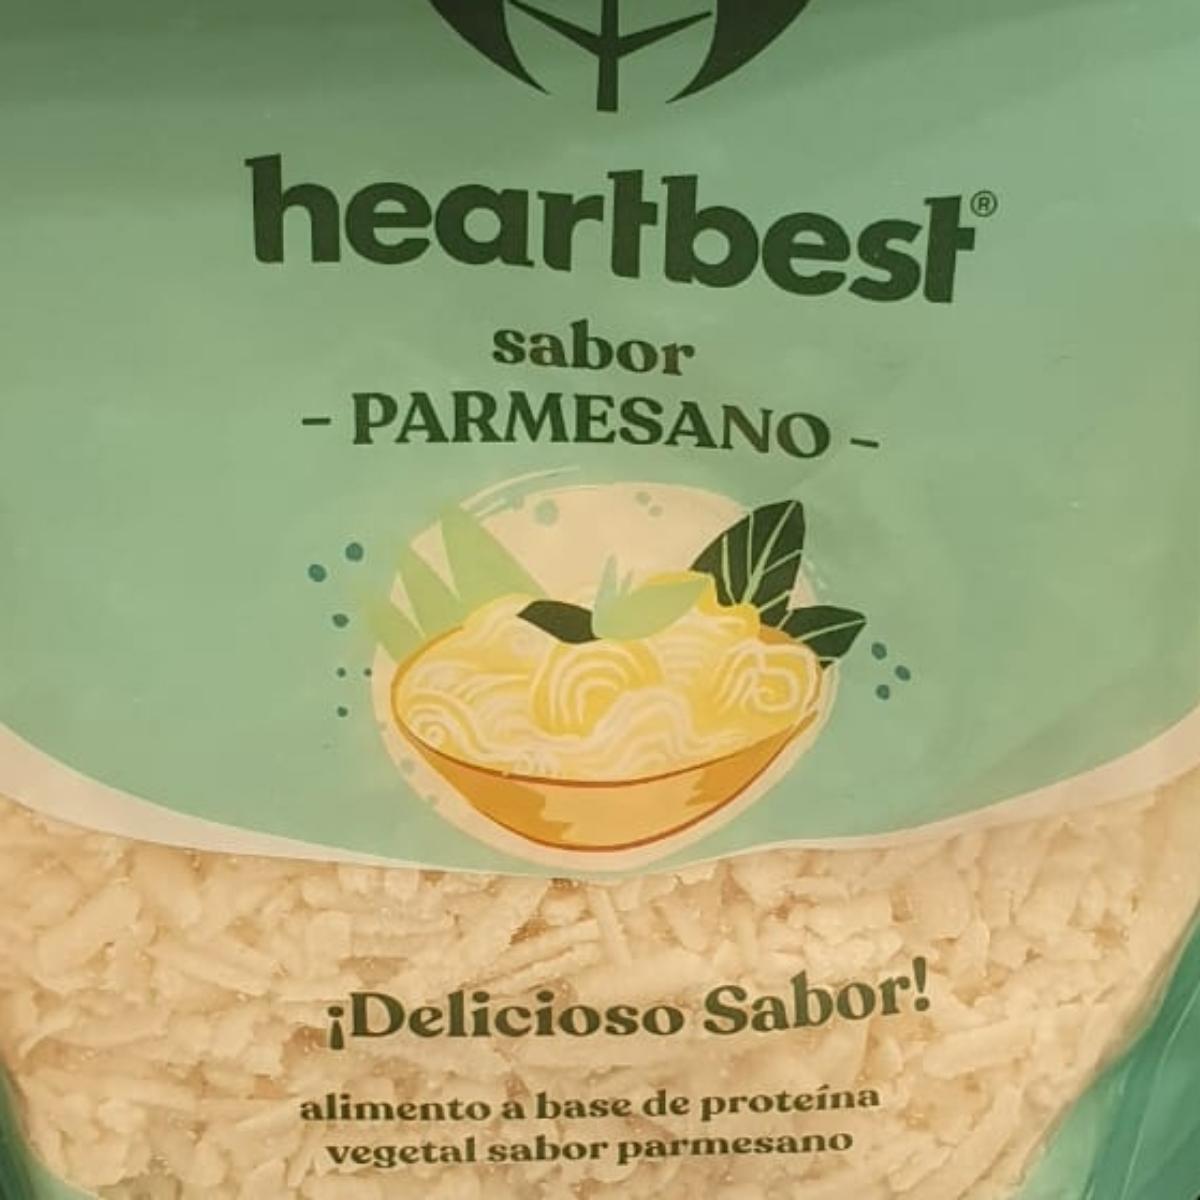 heartbest®
sabor
- PARMESANO -
¡Delicioso Sabor!
alimento a base de proteína
vegetal sabor parmesano